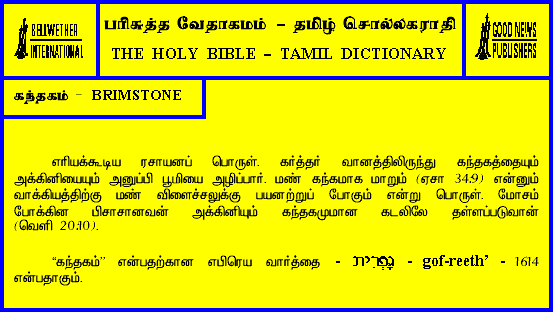 BELLWETHER
INTERNATIONAL
பரிசுத்த வேதாகமம் – தமிழ் சொல்லகராதி
THE HOLY BIBLE – TAMIL DICTIONARY
GOOD NEWS
PUBLISHERS
கந்தகம் - BRIMSTONE
எரியக்கூடிய ரசாயனப் பொருள். கர்த்தர் வானத்திலிருந்து கந்தகத்தையும்
அக்கினியையும் அனுப்பி பூமியை அழிப்பார். மண் கந்தகமாக மாறும் (ஏசா 34:9) என்னும்
வாக்கியத்திற்கு மண் விளைச்சலுக்கு பயனற்றுப் போகும் என்று பொருள். மோசம்
போக்கின பிசாசானவன் அக்கினியும் கந்தகமுமான கடலிலே தள்ளப்படுவான்
(வெளி 20:10).
“கந்தகம்” என்பதற்கான எபிரெய வார்த்தை - גׇּפְרִית - gof-reeth’ - 1614
என்பதாகும்.